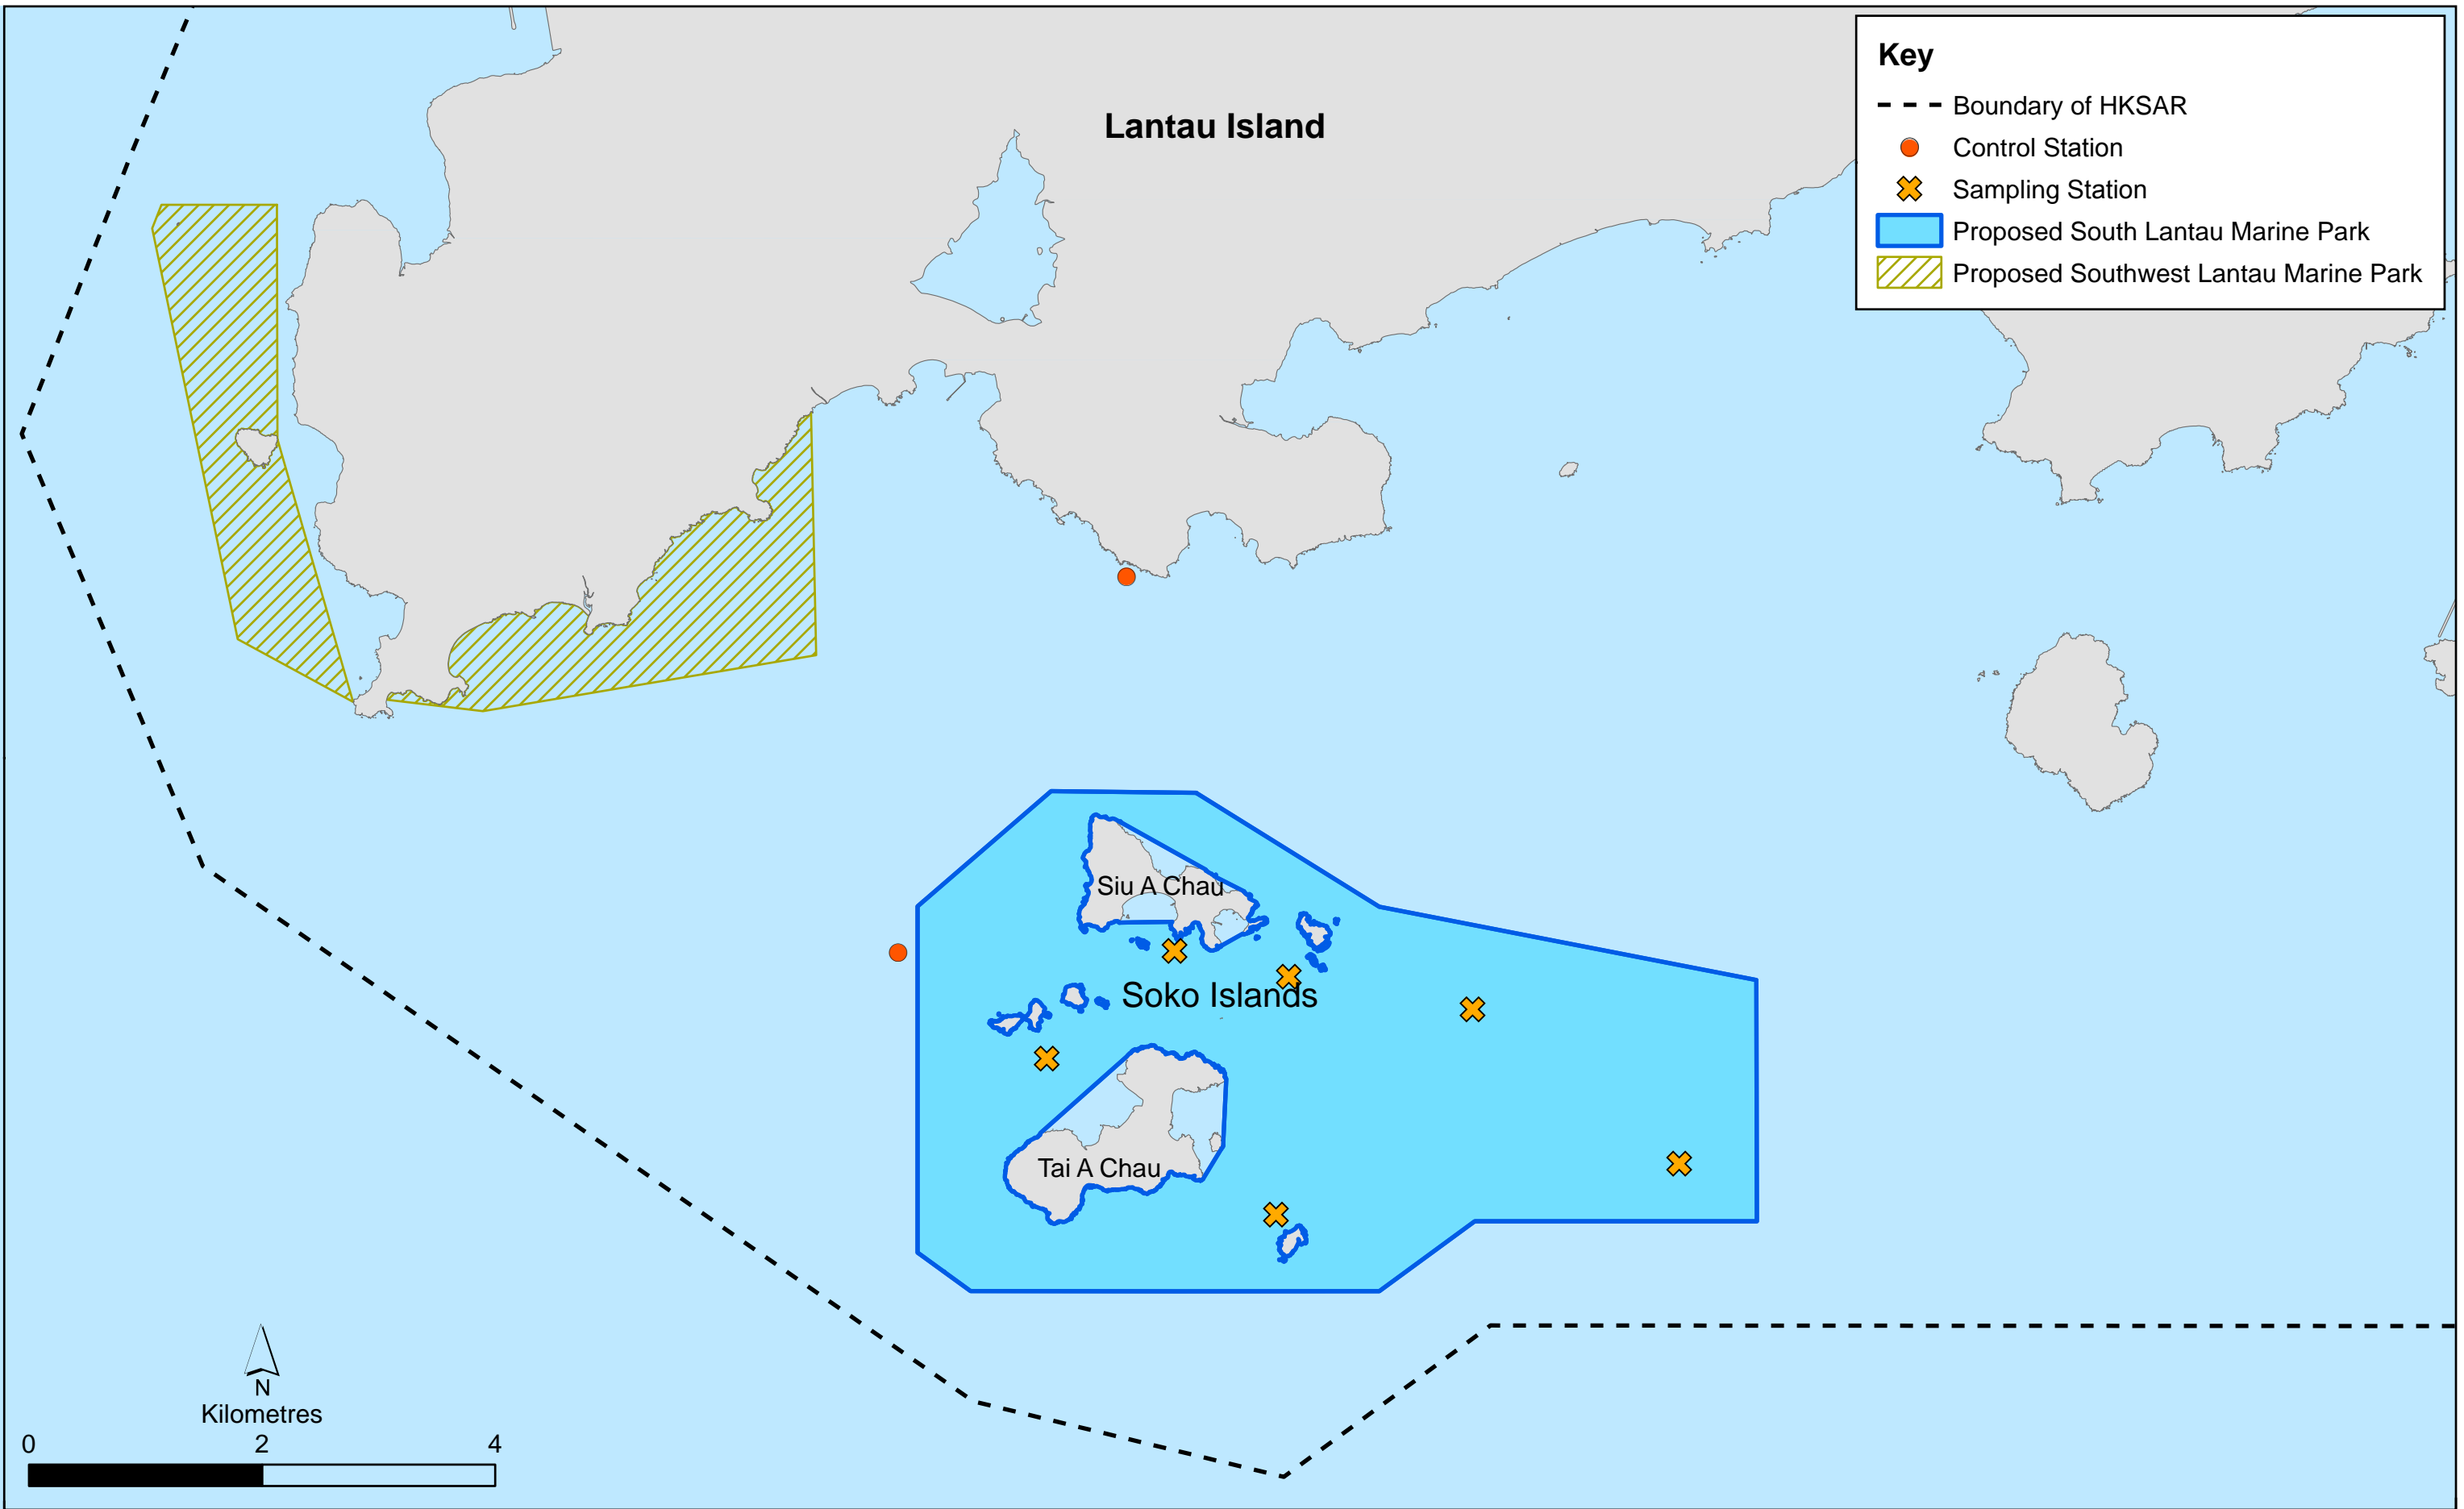 Lantau Island
Key
Boundary of HKSAR
Control Station
Sampling Station
Proposed South Lantau Marine Park
Proposed Southwest Lantau Marine Park
Siu A Chau
Soko Islands
Tai A Chau
N
Kilometres
0 2 4